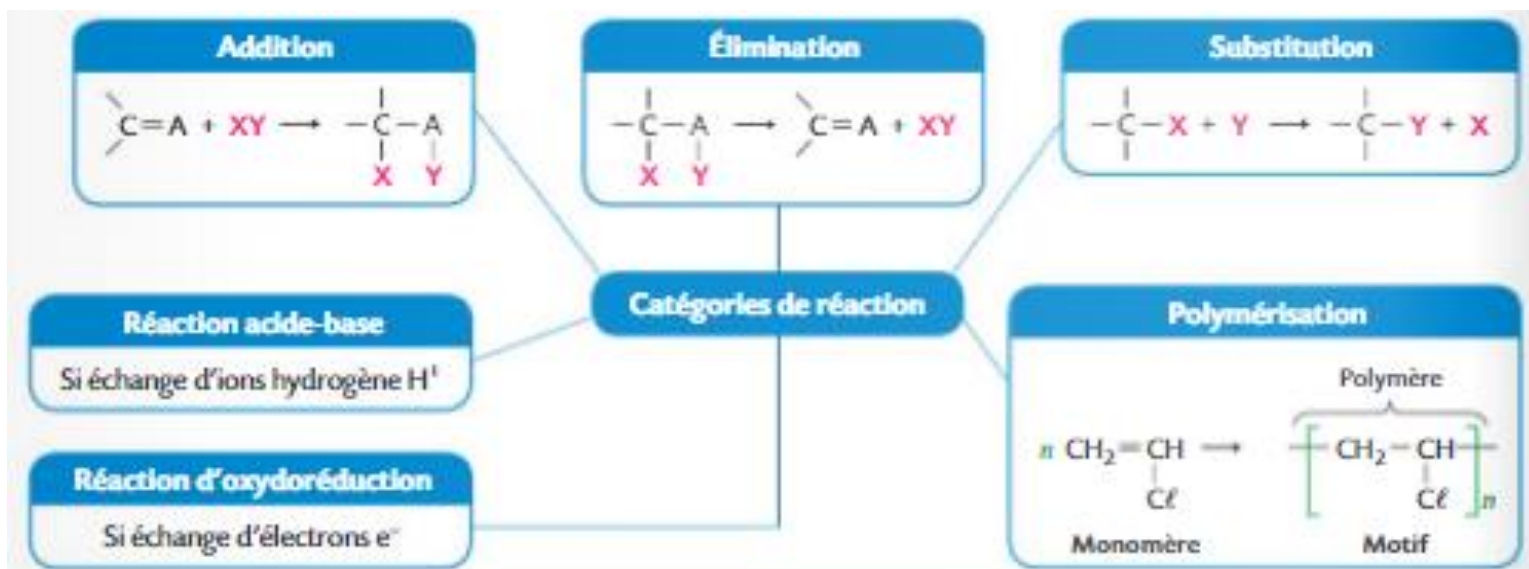 Addition
C=A + XY → –C–A
X Y
Élimination
–C–A → C=A + XY
X Y
Substitution
–C–X + Y → –C–Y + X
Catégories de réaction
Réaction acide-base
Si échange d'ions hydrogène H⁺
Réaction d'oxydoréduction
Si échange d'électrons e⁻
Polymérisation
Polymère
n CH₂=CH → [CH₂–CH]n
Cℓ Cℓ
Monomère Motif